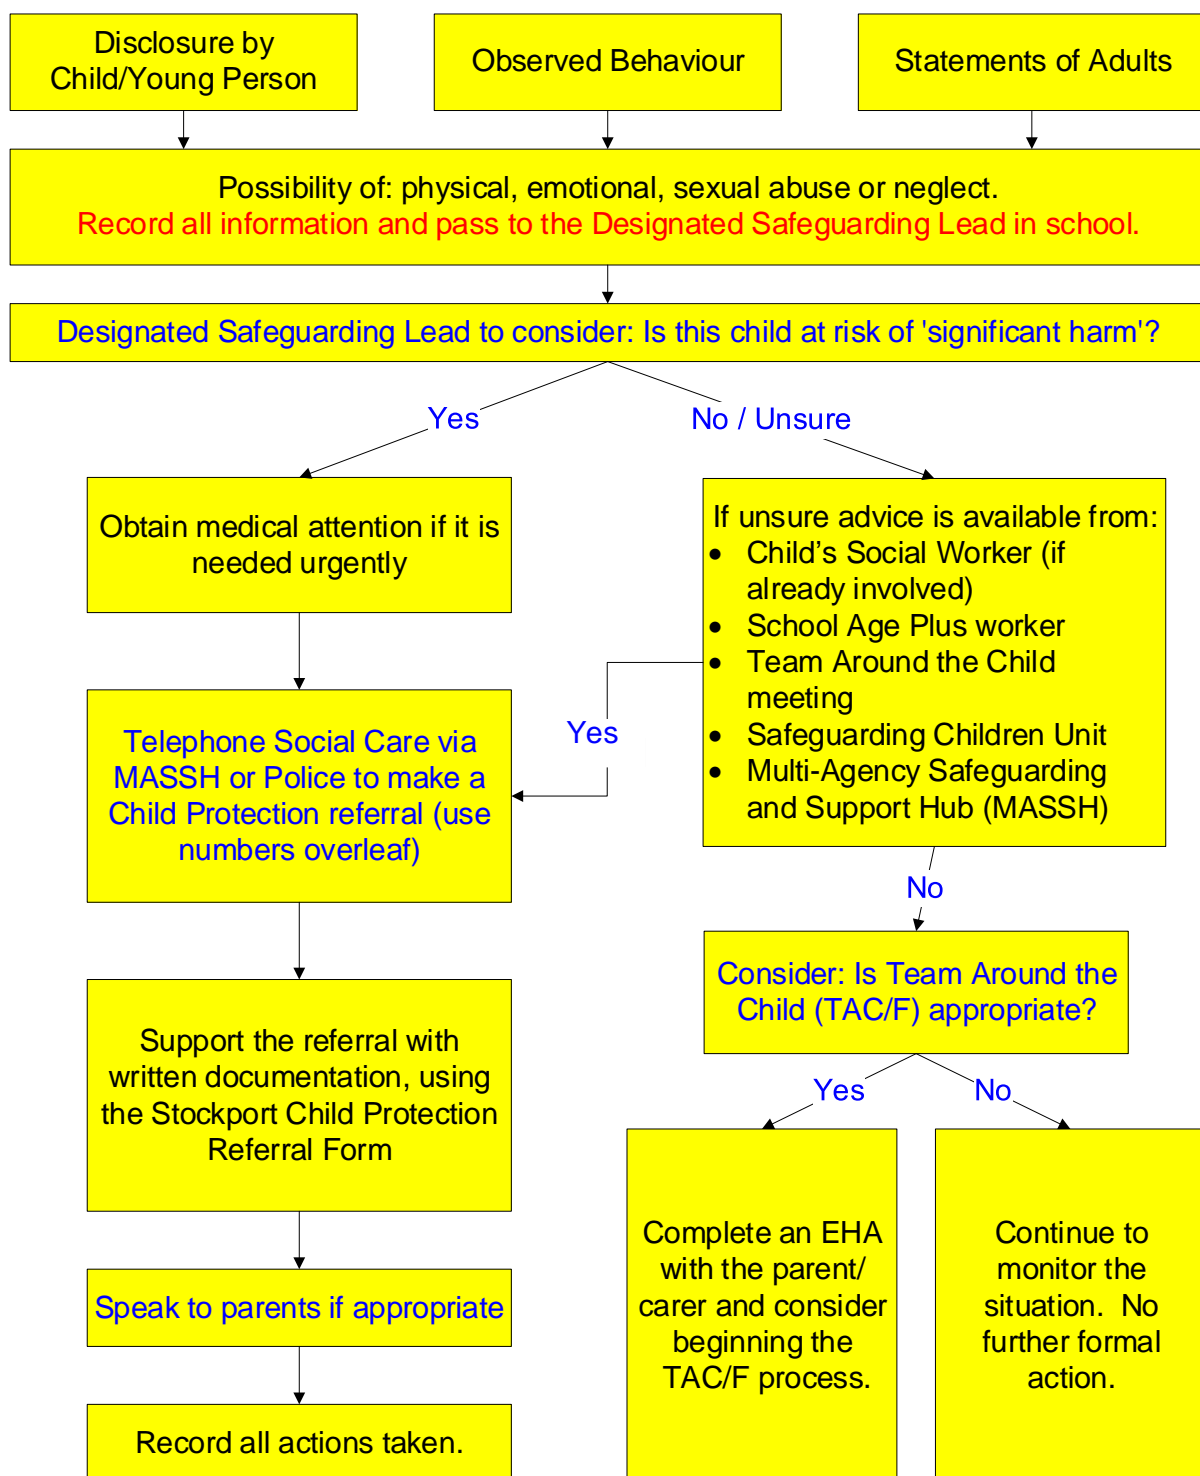 Disclosure by
Child/Young Person
Observed Behaviour
Statements of Adults
Possibility of: physical, emotional, sexual abuse or neglect.
Record all information and pass to the Designated Safeguarding Lead in school.
Designated Safeguarding Lead to consider: Is this child at risk of 'significant harm'?
Yes
No / Unsure
Obtain medical attention if it is
needed urgently
If unsure advice is available from:
• Child’s Social Worker (if
already involved)
• School Age Plus worker
• Team Around the Child
meeting
• Safeguarding Children Unit
• Multi-Agency Safeguarding
and Support Hub (MASSH)
Yes
Telephone Social Care via
MASSH or Police to make a
Child Protection referral (use
numbers overleaf)
No
Consider: Is Team Around the
Child (TAC/F) appropriate?
Support the referral with
written documentation, using
the Stockport Child Protection
Referral Form
Yes
No
Complete an EHA
with the parent/
carer and consider
beginning the
TAC/F process.
Continue to
monitor the
situation.  No
further formal
action.
Speak to parents if appropriate
Record all actions taken.